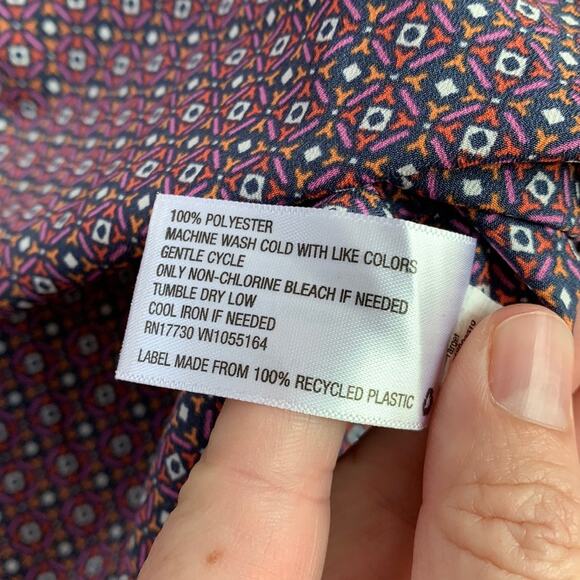 100% POLYESTER
MACHINE WASH COLD WITH LIKE COLORS
GENTLE CYCLE
ONLY NON-CHLORINE BLEACH IF NEEDED
TUMBLE DRY LOW
COOL IRON IF NEEDED
RN17730 VN1055164
LABEL MADE FROM 100% RECYCLED PLASTIC
Target